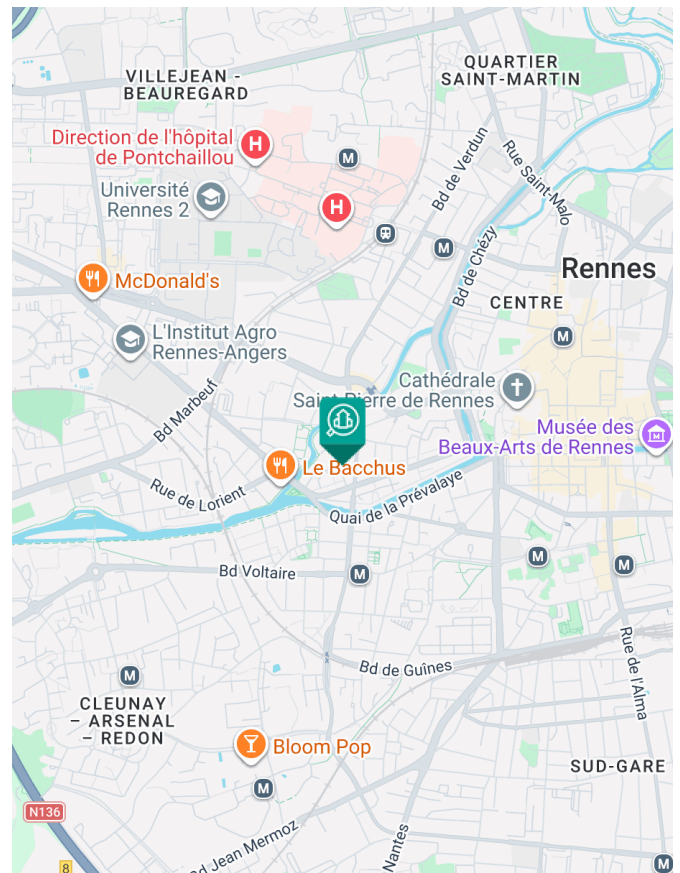 VILLEJEAN -
BEAUREGARD
QUARTIER
SAINT-MARTIN
Direction de l'hôpital
de Pontchaillou
H
M
Bd de Verdun
Rue Saint-Malo
Université
Rennes 2
H
M
Bd de Chézy
Rennes
McDonald's
CENTRE
L'Institut Agro
Rennes-Angers
M
Cathédrale
Saint-Pierre de Rennes
Bd Marbeuf
Musée des
Beaux-Arts de Rennes
M
Le Bacchus
Rue de Lorient
Quai de la Prévalaye
M
M
Bd Voltaire
M
Rue de l'Alma
Bd de Guînes
M
CLEUNAY
– ARSENAL
– REDON
Bloom Pop
SUD-GARE
M
N136
Bd Jean Mermoz
Nantes
8
M